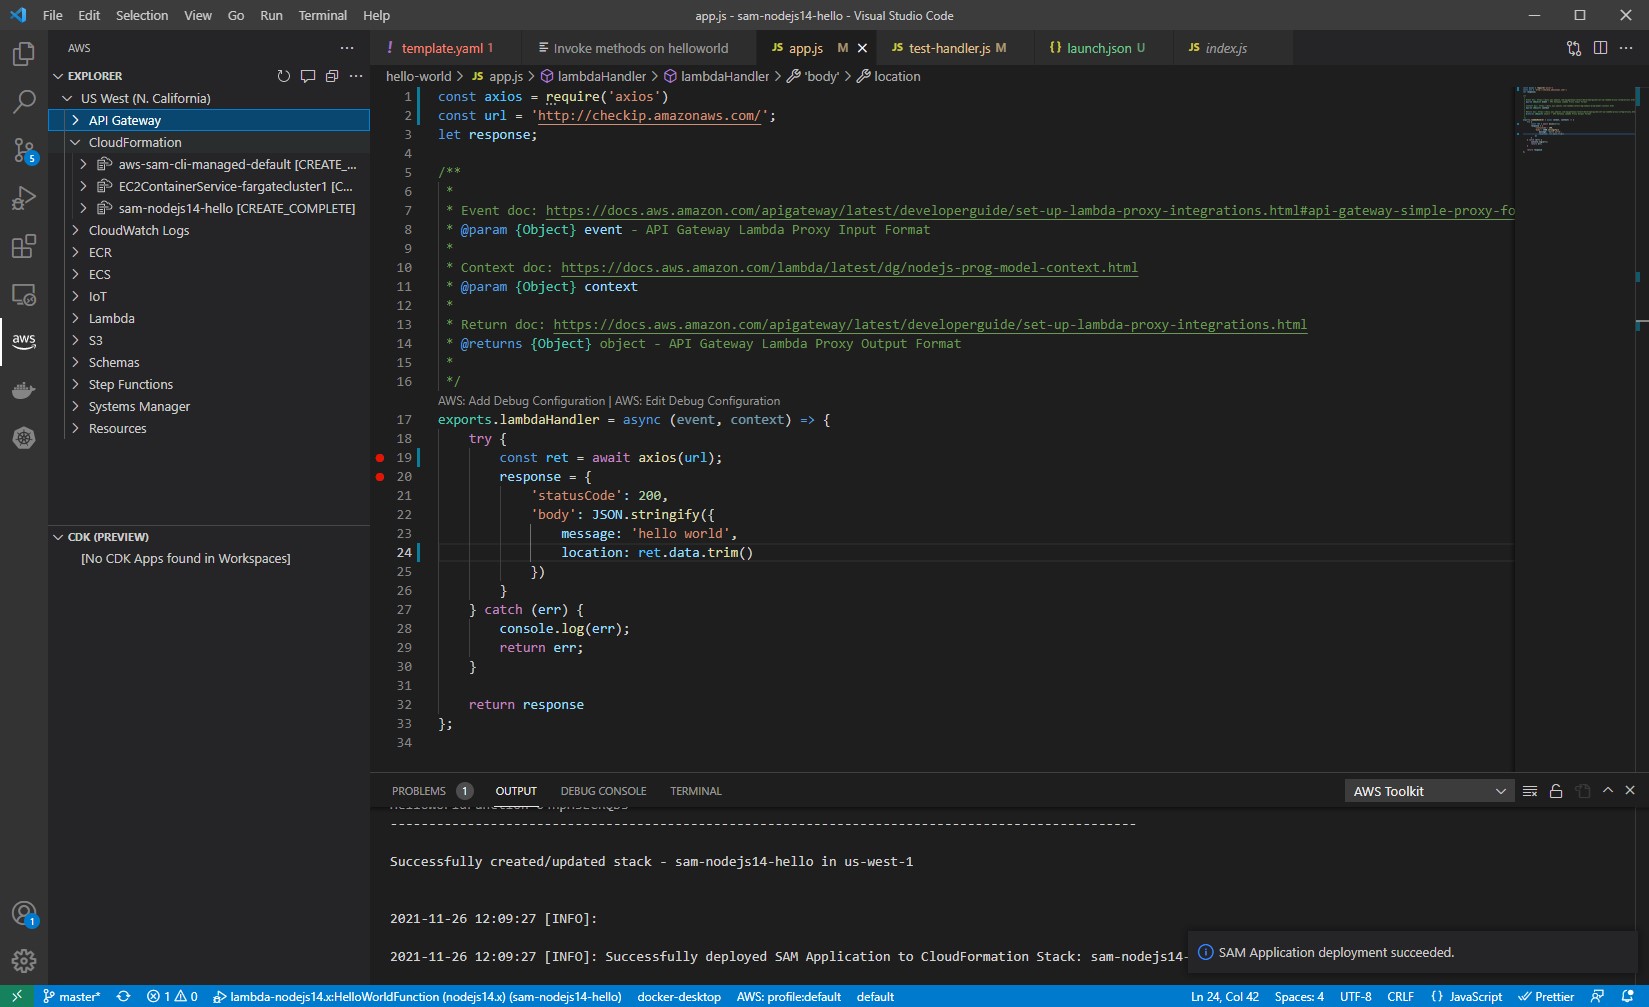 File Edit Selection View Go Run Terminal Help
app.js - sam-nodejs14-hello - Visual Studio Code
AWS
EXPLORER
US West (N. California)
API Gateway
CloudFormation
aws-sam-cli-managed-default [CREATE_...
EC2ContainerService-fargatecluster1 [C...
sam-nodejs14-hello [CREATE_COMPLETE]
CloudWatch Logs
ECR
ECS
IoT
Lambda
S3
Schemas
Step Functions
Systems Manager
Resources
CDK (PREVIEW)
[No CDK Apps found in Workspaces]
5
aws
1
! template.yaml 1
Invoke methods on helloworld
JS app.js M
JS test-handler.js M
{} launch.json U
JS index.js
hello-world > JS app.js > lambdaHandler > lambdaHandler > 'body' > location
1 const axios = require('axios')
2 const url = 'http://checkip.amazonaws.com/';
3 let response;
4
5 /**
6  *
7  * Event doc: https://docs.aws.amazon.com/apigateway/latest/developerguide/set-up-lambda-proxy-integrations.html#api-gateway-simple-proxy-fo
8  * @param {Object} event - API Gateway Lambda Proxy Input Format
9  *
10  * Context doc: https://docs.aws.amazon.com/lambda/latest/dg/nodejs-prog-model-context.html
11  * @param {Object} context
12  *
13  * Return doc: https://docs.aws.amazon.com/apigateway/latest/developerguide/set-up-lambda-proxy-integrations.html
14  * @returns {Object} object - API Gateway Lambda Proxy Output Format
15  *
16  */
AWS: Add Debug Configuration | AWS: Edit Debug Configuration
17 exports.lambdaHandler = async (event, context) => {
18     try {
19         const ret = await axios(url);
20         response = {
21             'statusCode': 200,
22             'body': JSON.stringify({
23                 message: 'hello world',
24                 location: ret.data.trim()
25             })
26         }
27     } catch (err) {
28         console.log(err);
29         return err;
30     }
31
32     return response
33 };
34
PROBLEMS 1 OUTPUT DEBUG CONSOLE TERMINAL
AWS Toolkit
-------------------------------------------------------------------------------------------------
Successfully created/updated stack - sam-nodejs14-hello in us-west-1
2021-11-26 12:09:27 [INFO]:
2021-11-26 12:09:27 [INFO]: Successfully deployed SAM Application to CloudFormation Stack: sam-nodejs14-
SAM Application deployment succeeded.
master* 1 0 lambda-nodejs14.x:HelloWorldFunction (nodejs14.x) (sam-nodejs14-hello) docker-desktop AWS: profile:default default
Ln 24, Col 42 Spaces: 4 UTF-8 CRLF {} JavaScript Prettier